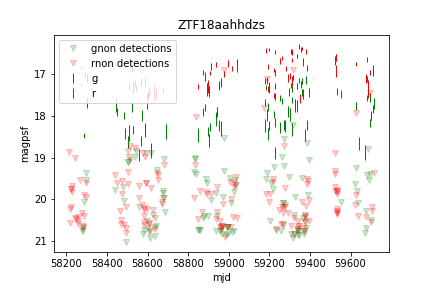 ZTF18aahhdzs
gnon detections
rnon detections
g
r
magpsf
17
18
19
20
21
58200 58400 58600 58800 59000 59200 59400 59600
mjd